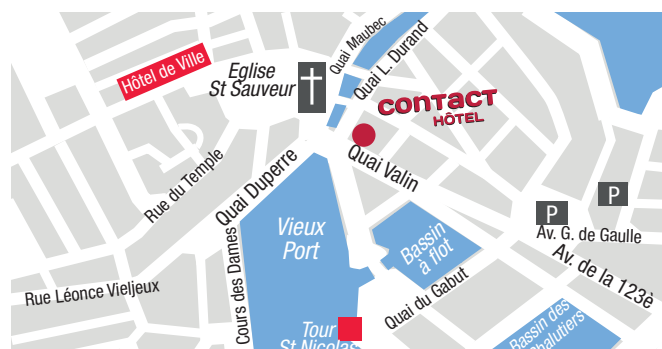 Quai Maubec
Quai L. Durand
Hôtel de Ville
Eglise
St Sauveur
CONTACT
HÔTEL
Quai Valin
Rue du Temple
Quai Duperre
P
P
Av. G. de Gaulle
Vieux
Port
Bassin
à flot
Av. de la 123è
Cours des Dames
Rue Léonce Vieljeux
Quai du Gabut
Tour
St Nicolas
Bassin des
Chalutiers